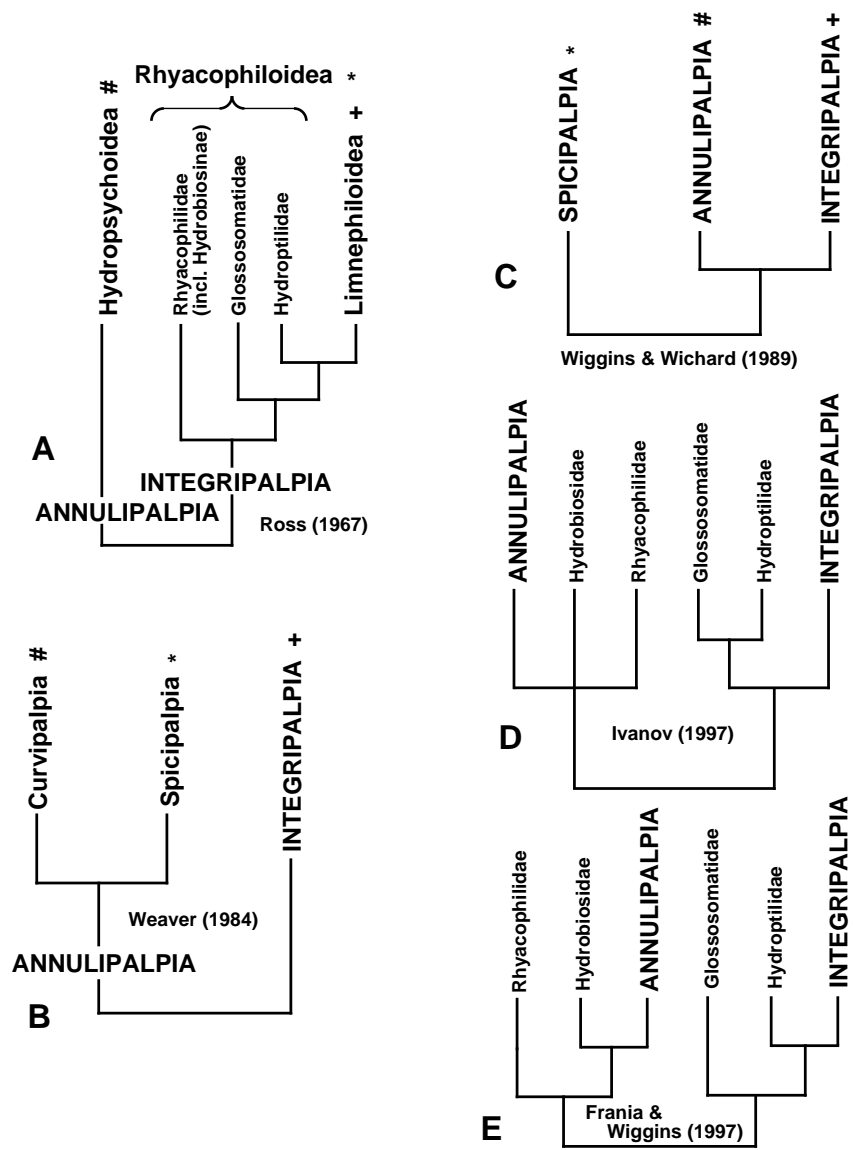 Rhyacophiloidea *
Hydropsychoidea #
Rhyacophilidae
(incl. Hydrobiosinae)
Glossosomatidae
Hydroptilidae
Limnephiloidea +
A
INTEGRIPALPIA
ANNULIPALPIA
Ross (1967)
Curvipalpia #
Spicipalpia *
INTEGRIPALPIA +
Weaver (1984)
ANNULIPALPIA
B
SPICIPALPIA *
ANNULIPALPIA #
INTEGRIPALPIA +
C
Wiggins & Wichard (1989)
ANNULIPALPIA
Hydrobiosidae
Rhyacophilidae
Glossosomatidae
Hydroptilidae
INTEGRIPALPIA
D
Ivanov (1997)
Rhyacophilidae
Hydrobiosidae
ANNULIPALPIA
Glossosomatidae
Hydroptilidae
INTEGRIPALPIA
E
Frania &
Wiggins (1997)